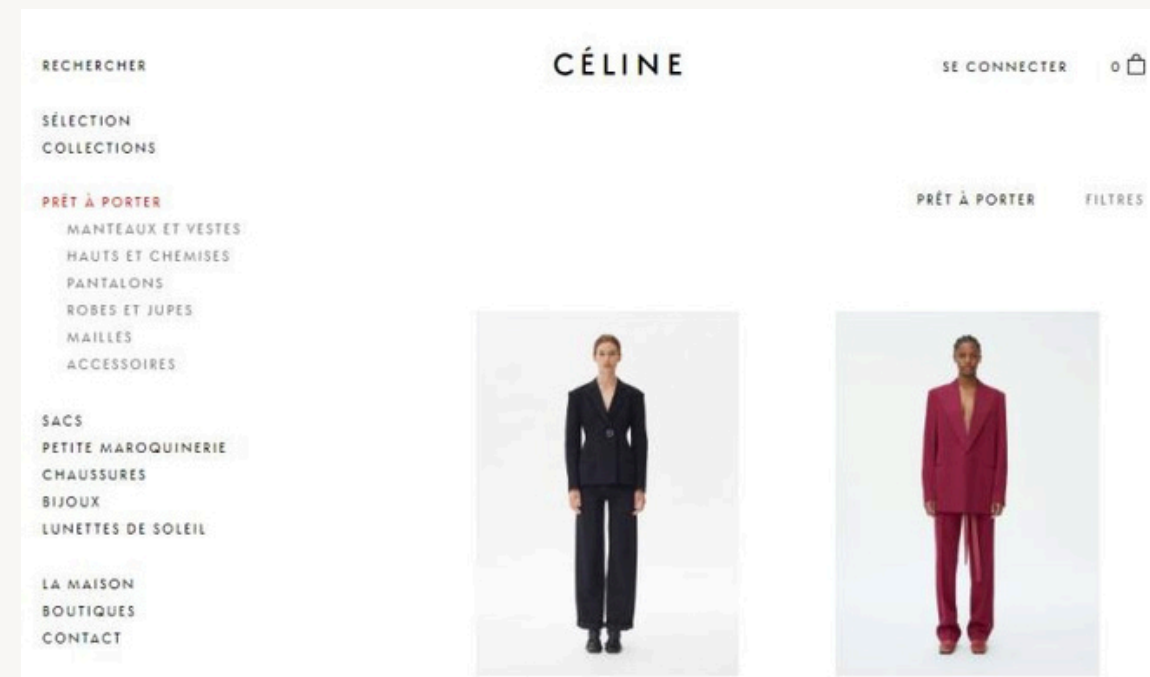 RECHERCHER
CÉLINE
SE CONNECTER
0
SÉLECTION
COLLECTIONS
PRÊT À PORTER
MANTEAUX ET VESTES
HAUTS ET CHEMISES
PANTALONS
ROBES ET JUPES
MAILLES
ACCESSOIRES
SACS
PETITE MAROQUINERIE
CHAUSSURES
BIJOUX
LUNETTES DE SOLEIL
LA MAISON
BOUTIQUES
CONTACT
PRÊT À PORTER
FILTRES